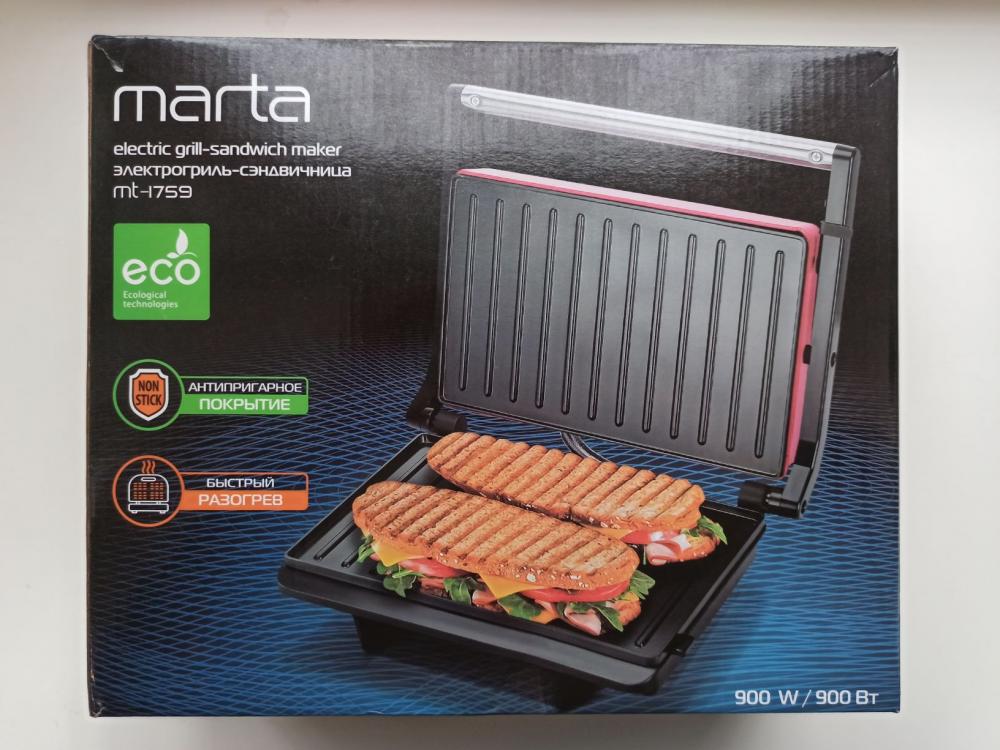 marta
electric grill-sandwich maker
электрогриль-сэндвичница
mt-1759
eco
Ecological
technologies
NON
STICK
АНТИПРИГАРНОЕ
ПОКРЫТИЕ
БЫСТРЫЙ
РАЗОГРЕВ
900 W / 900 Вт